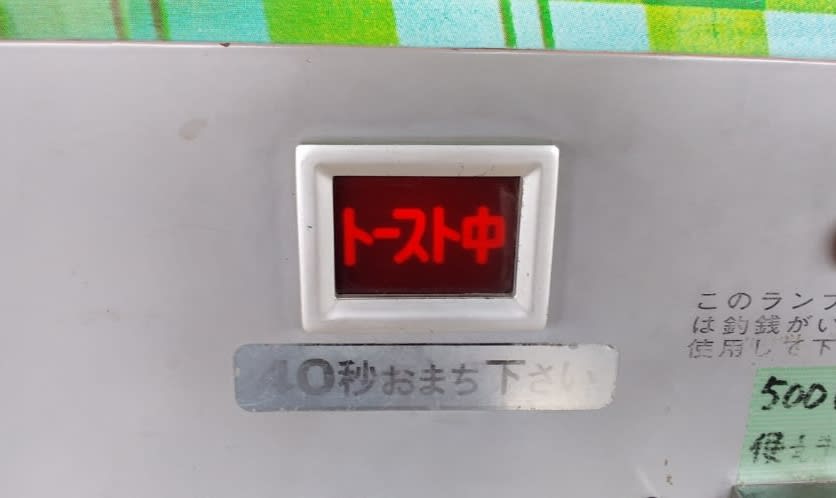 トースト中
40秒おまち下さい
このランプ
は釣銭がい
使用して下
500
使